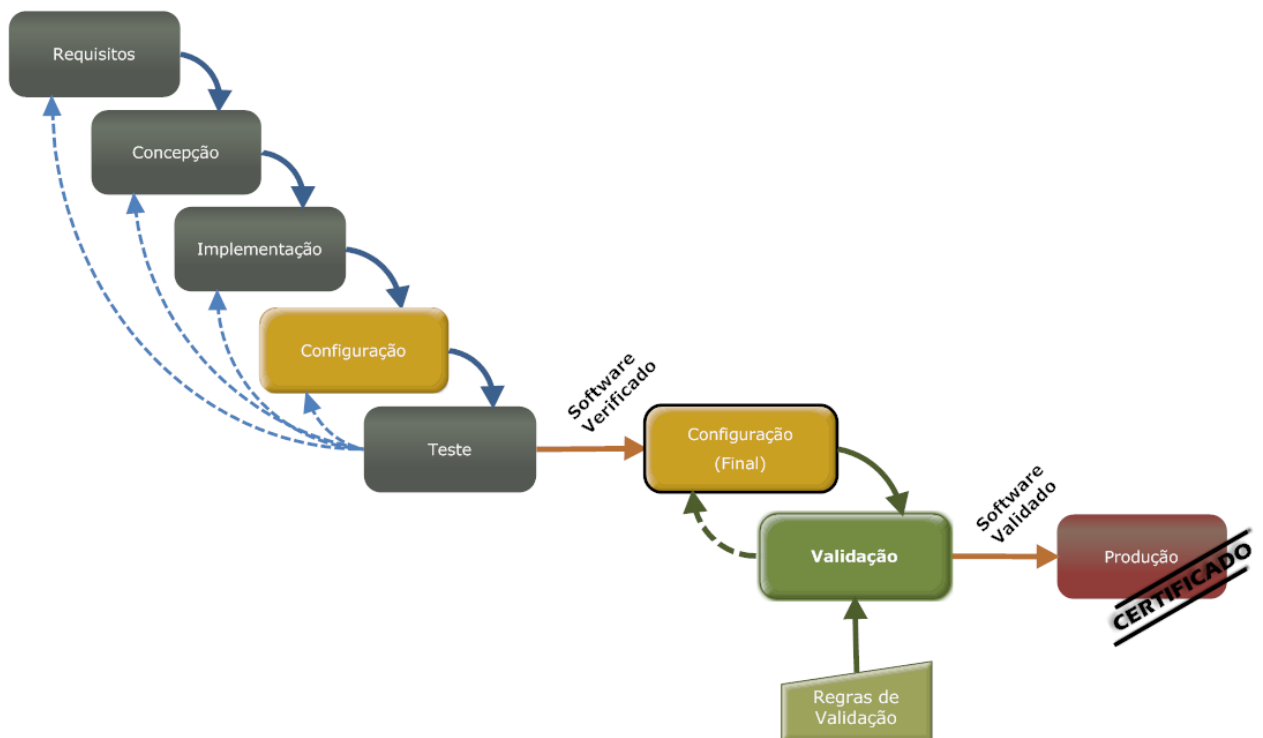 Requisitos
Concepção
Implementação
Configuração
Teste
Software
Verificado
Configuração
(Final)
Validação
Software
Validado
Produção
CERTIFICADO
Regras de
Validação